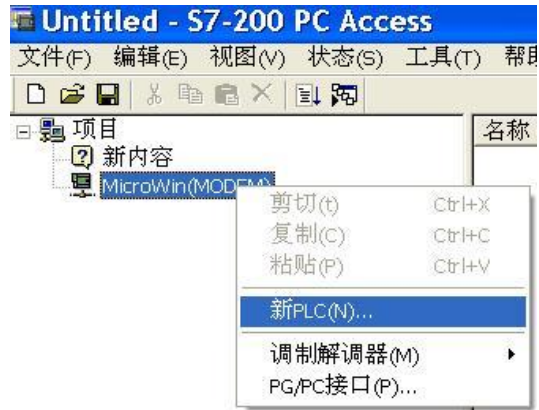 Untitled - S7-200 PC Access
文件(F) 编辑(E) 视图(V) 状态(S) 工具(T) 帮助
项目
名称
新内容
MicroWin(MODEM)
剪切(t) Ctrl+X
复制(C) Ctrl+C
粘贴(P) Ctrl+V
新PLC(N)...
调制解调器(M)
PG/PC接口(P)...